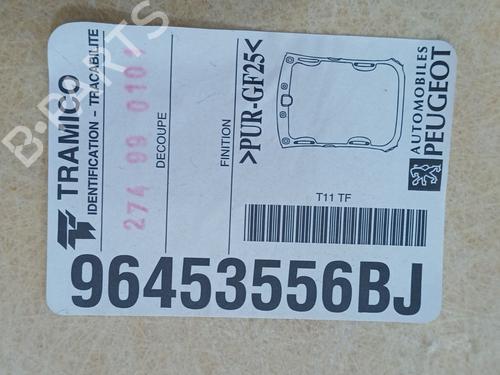 TRAMICO
IDENTIFICATION - TRACABILITE
274 99 0101
DECOUPE
FINITION
>PUR-GF25<
AUTOMOBILES
PEUGEOT
T11 TF
96453556BJ
B-PARTS